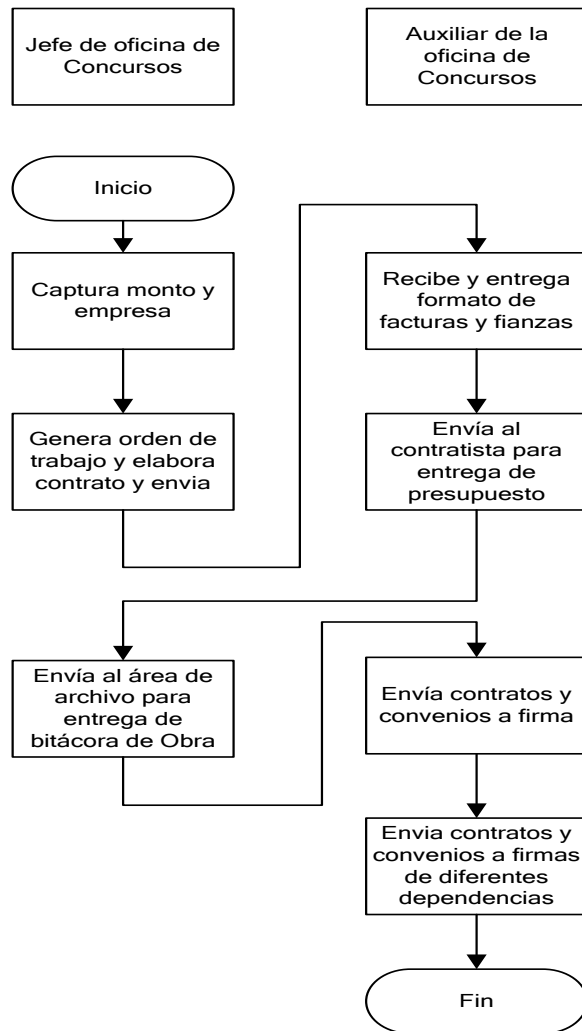 Jefe de oficina de
Concursos
Auxiliar de la
oficina de
Concursos
Inicio
Captura monto y
empresa
Genera orden de
trabajo y elabora
contrato y envia
Recibe y entrega
formato de
facturas y fianzas
Envía al
contratista para
entrega de
presupuesto
Envía al área de
archivo para
entrega de
bitácora de Obra
Envía contratos y
convenios a firma
Envia contratos y
convenios a firmas
de diferentes
dependencias
Fin